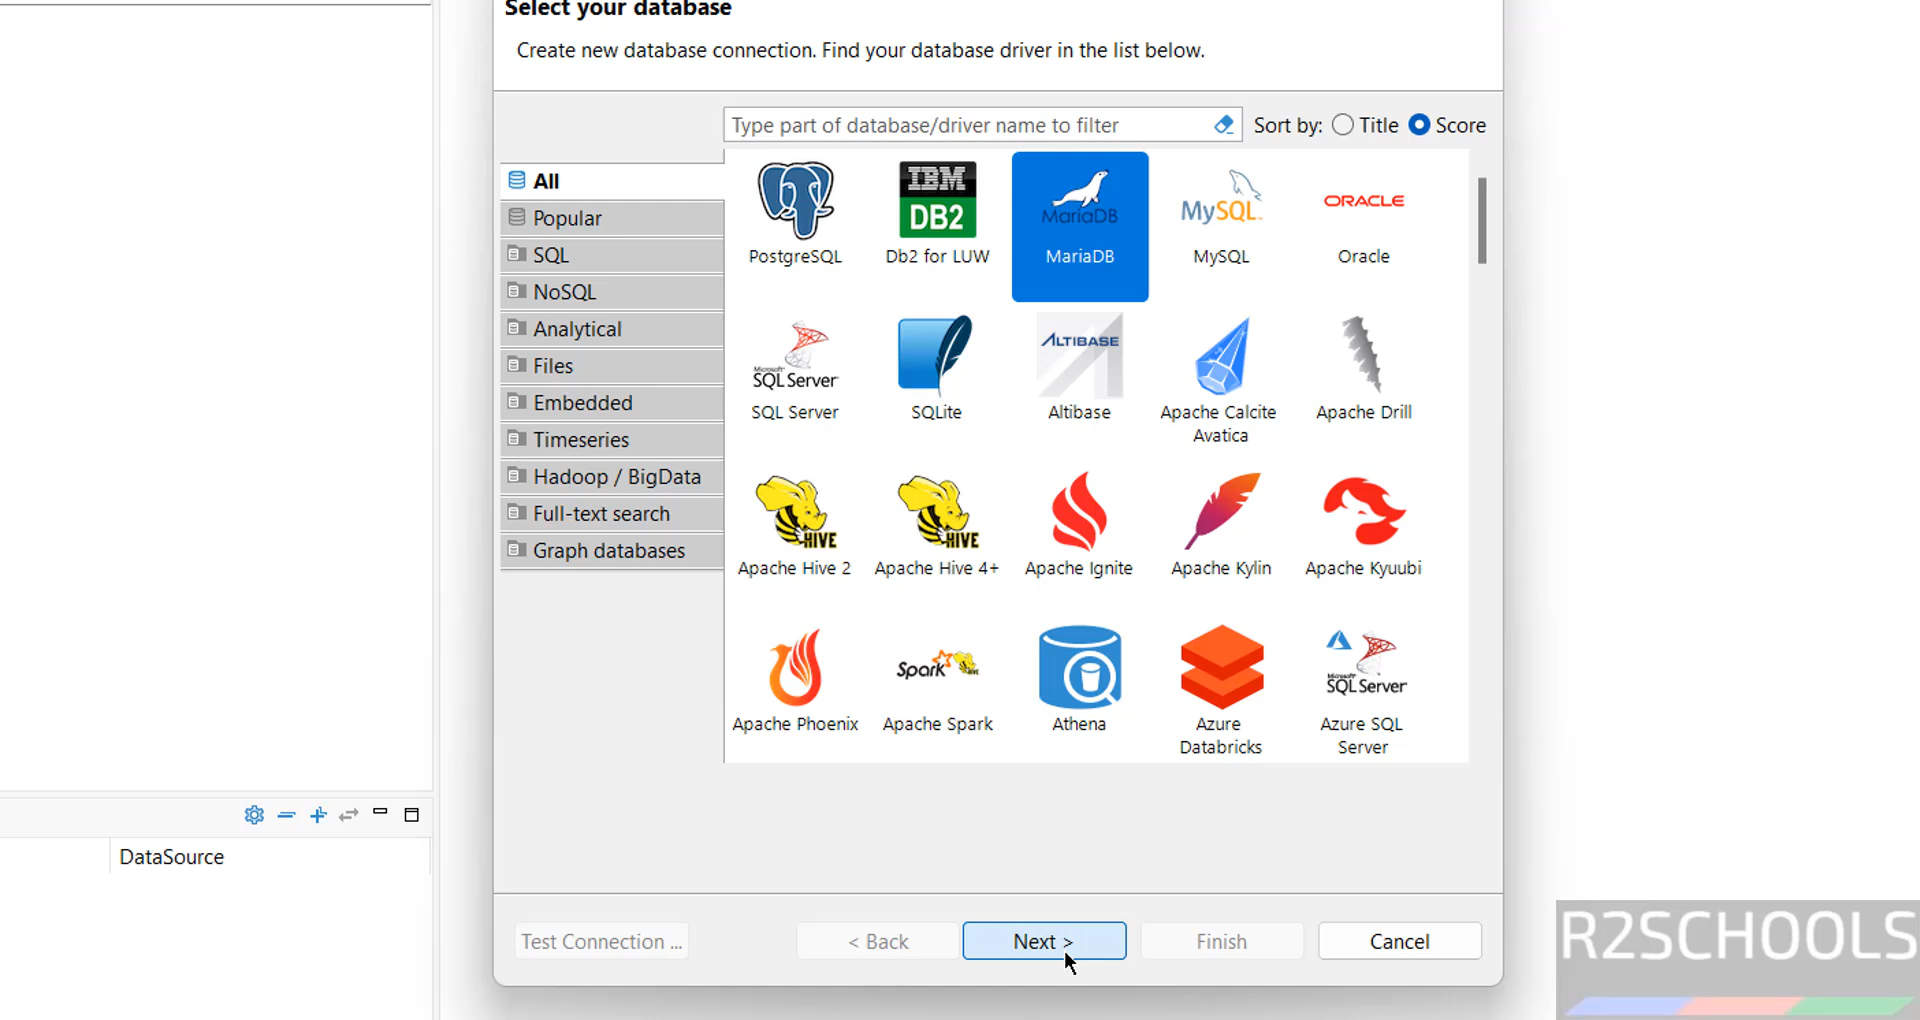 Select your database
Create new database connection. Find your database driver in the list below.
Type part of database/driver name to filter
Sort by: Title Score
All
Popular
SQL
NoSQL
Analytical
Files
Embedded
Timeseries
Hadoop / BigData
Full-text search
Graph databases
IBM
DB2
MariaDB
MySQL
ORACLE
PostgreSQL
Db2 for LUW
MariaDB
MySQL
Oracle
Microsoft
SQL Server
ALTIBASE
SQL Server
SQLite
Altibase
Apache Calcite
Avatica
Apache Drill
HIVE
HIVE
Apache Hive 2
Apache Hive 4+
Apache Ignite
Apache Kylin
Apache Kyuubi
Spark
HIVE
Microsoft
SQL Server
Apache Phoenix
Apache Spark
Athena
Azure
Databricks
Azure SQL
Server
DataSource
Test Connection ...
< Back
Next >
Finish
Cancel
R2SCHOOLS